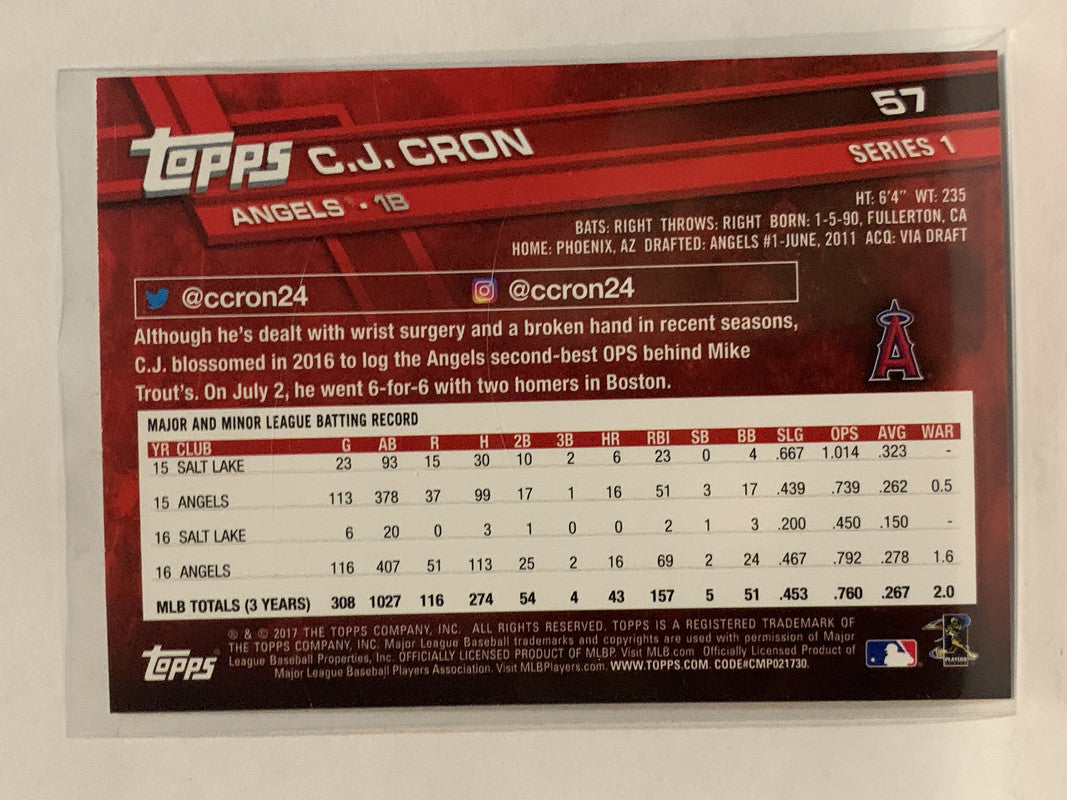 57
TOPPS C.J. CRON
SERIES 1
ANGELS • 1B
HT: 6'4" WT: 235
BATS: RIGHT THROWS: RIGHT BORN: 1-5-90, FULLERTON, CA
HOME: PHOENIX, AZ DRAFTED: ANGELS #1-JUNE, 2011 ACQ: VIA DRAFT
@ccron24 @ccron24
Although he's dealt with wrist surgery and a broken hand in recent seasons,
C.J. blossomed in 2016 to log the Angels second-best OPS behind Mike
Trout's. On July 2, he went 6-for-6 with two homers in Boston.
A
MAJOR AND MINOR LEAGUE BATTING RECORD
YR CLUB G AB R H 2B 3B HR RBI SB BB SLG OPS AVG WAR
15 SALT LAKE 23 93 15 30 10 2 6 23 0 4 .667 1.014 .323 -
15 ANGELS 113 378 37 99 17 1 16 51 3 17 .439 .739 .262 0.5
16 SALT LAKE 6 20 0 3 1 0 0 2 1 3 .200 .450 .150 -
16 ANGELS 116 407 51 113 25 2 16 69 2 24 .467 .792 .278 1.6
MLB TOTALS (3 YEARS) 308 1027 116 274 54 4 43 157 5 51 .453 .760 .267 2.0
TOPPS
® & © 2017 THE TOPPS COMPANY, INC. ALL RIGHTS RESERVED. TOPPS IS A REGISTERED TRADEMARK OF
THE TOPPS COMPANY, INC. Major League Baseball trademarks and copyrights are used with permission of Major
League Baseball Properties, Inc. OFFICIALLY LICENSED PRODUCT OF MLBP. Visit MLB.com Officially Licensed Product of
Major League Baseball Players Association. Visit MLBPlayers.com. WWW.TOPPS.COM. CODE#CMP021730.
PLAYERS